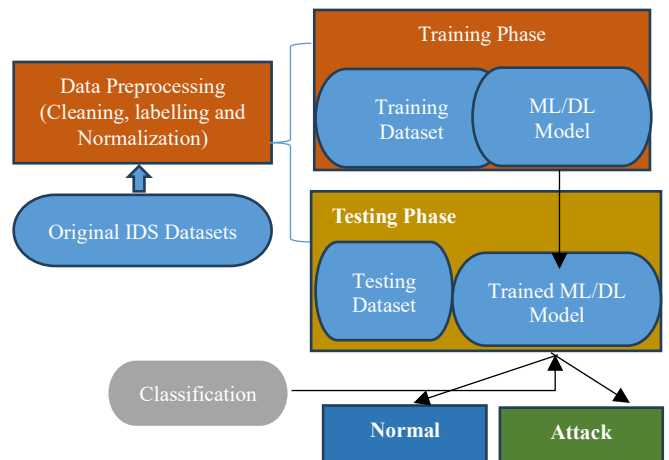 Training Phase
Data Preprocessing
(Cleaning, labelling and
Normalization)
Training
Dataset
ML/DL
Model
Original IDS Datasets
Testing Phase
Testing
Dataset
Trained ML/DL
Model
Classification
Normal
Attack